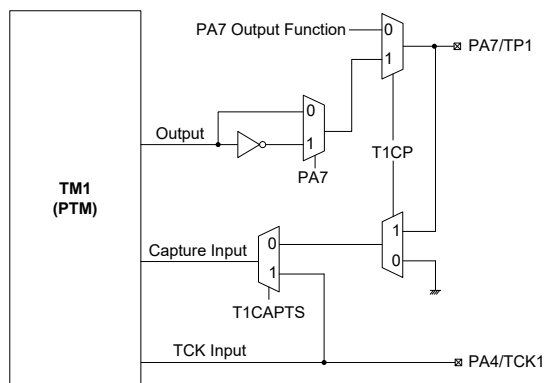 PA7 Output Function
0
1
PA7/TP1
0
1
Output
PA7
T1CP
TM1
(PTM)
Capture Input
0
1
1
0
T1CAPTS
TCK Input
PA4/TCK1